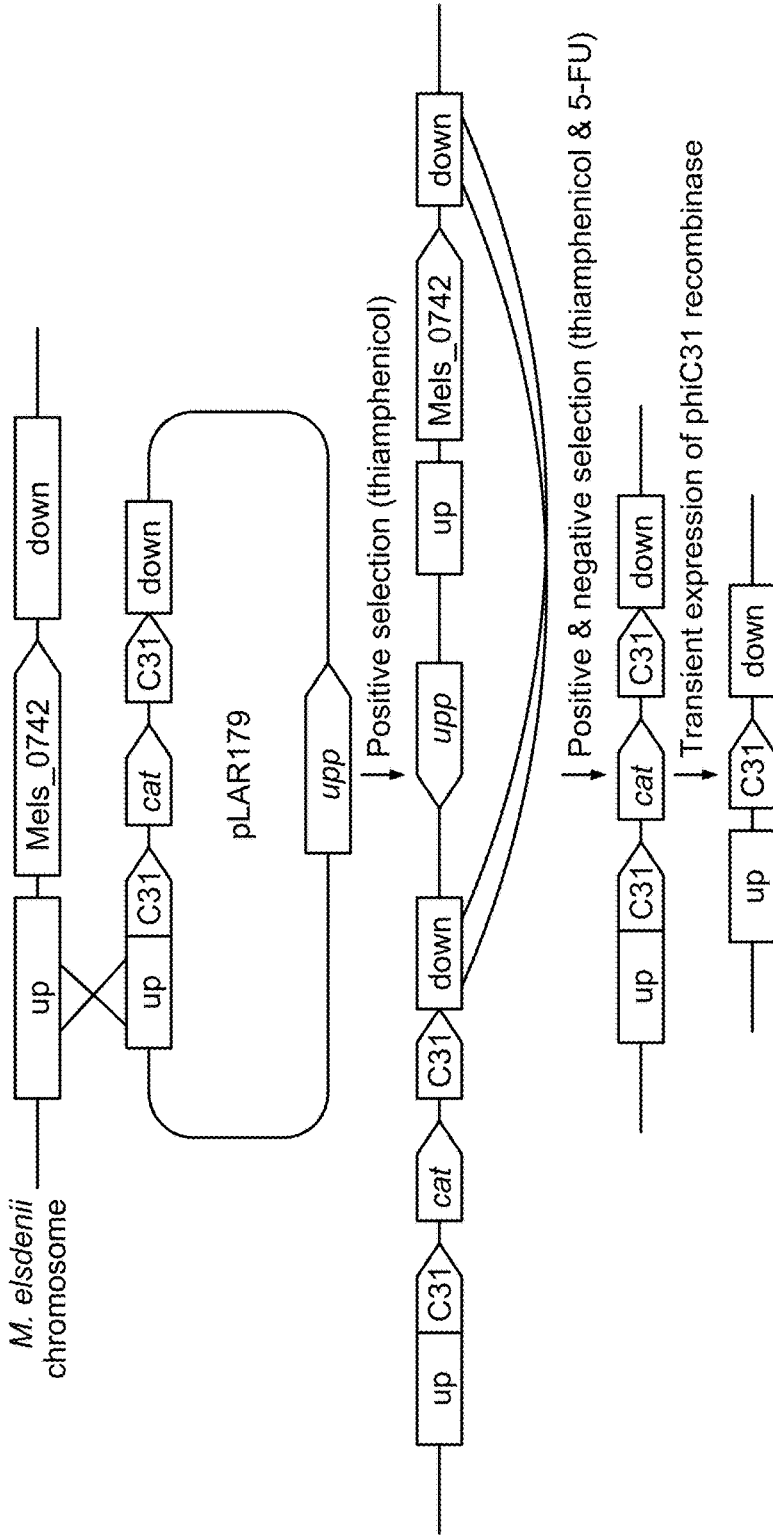 M. elsdenii
chromosome
up
Mels_0742
down
up
C31
cat
C31
down
pLAR179
upp
Positive selection (thiamphenicol)
up
C31
cat
C31
down
upp
up
Mels_0742
down
Positive & negative selection (thiamphenicol & 5-FU)
up
C31
cat
C31
down
Transient expression of phiC31 recombinase
up
C31
down